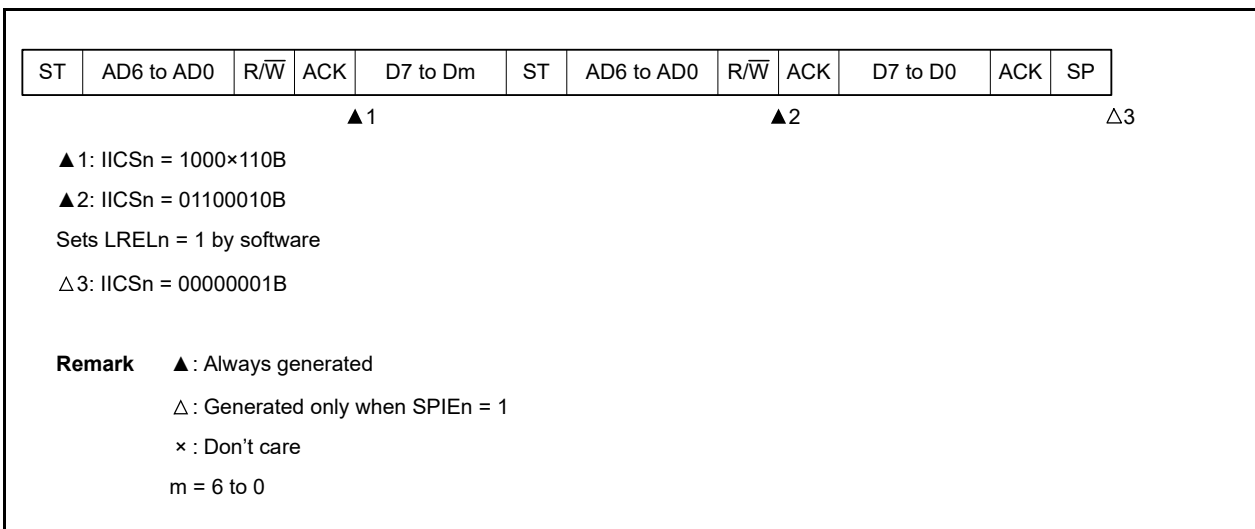 ST AD6 to AD0 R/W̅ ACK D7 to Dm ST AD6 to AD0 R/W̅ ACK D7 to D0 ACK SP
▲1 ▲2 △3
▲1: IICSn = 1000×110B
▲2: IICSn = 01100010B
Sets LRELn = 1 by software
△3: IICSn = 00000001B
Remark ▲: Always generated
△: Generated only when SPIEn = 1
×: Don't care
m = 6 to 0